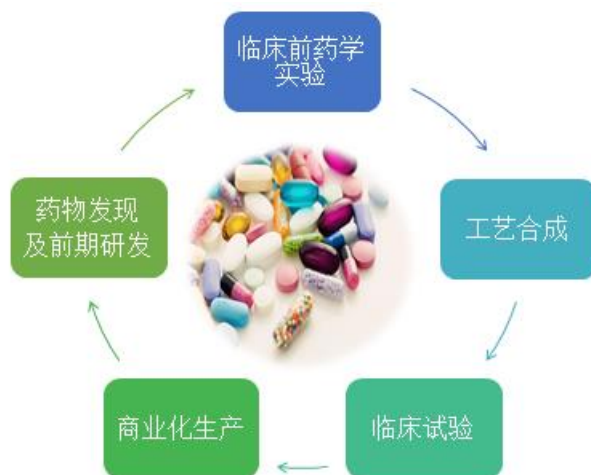 临床前药学
实验
工艺合成
临床试验
商业化生产
药物发现
及前期研发